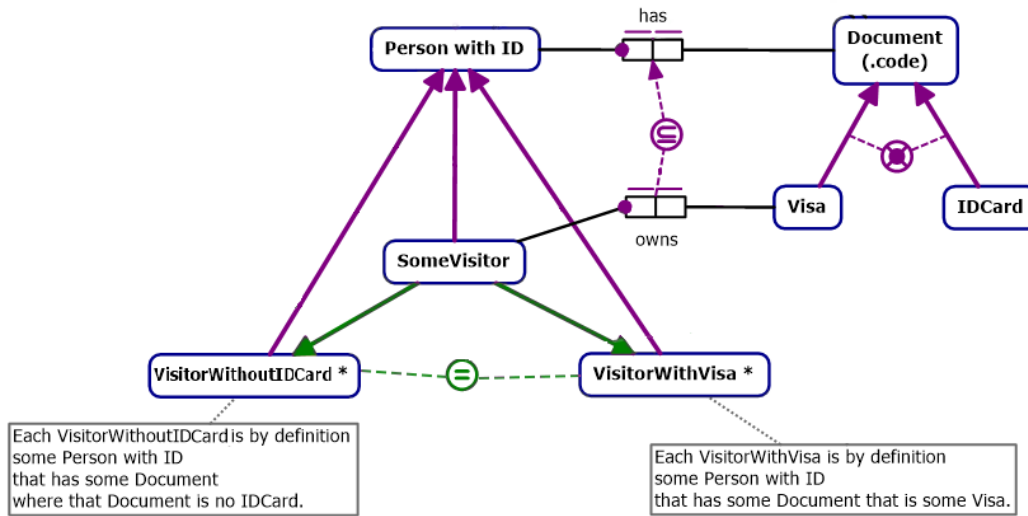 has
Person with ID
Document
(.code)
Visa
IDCard
owns
SomeVisitor
VisitorWithoutIDCard *
=
VisitorWithVisa *
Each VisitorWithoutIDCard is by definition
some Person with ID
that has some Document
where that Document is no IDCard.
Each VisitorWithVisa is by definition
some Person with ID
that has some Document that is some Visa.